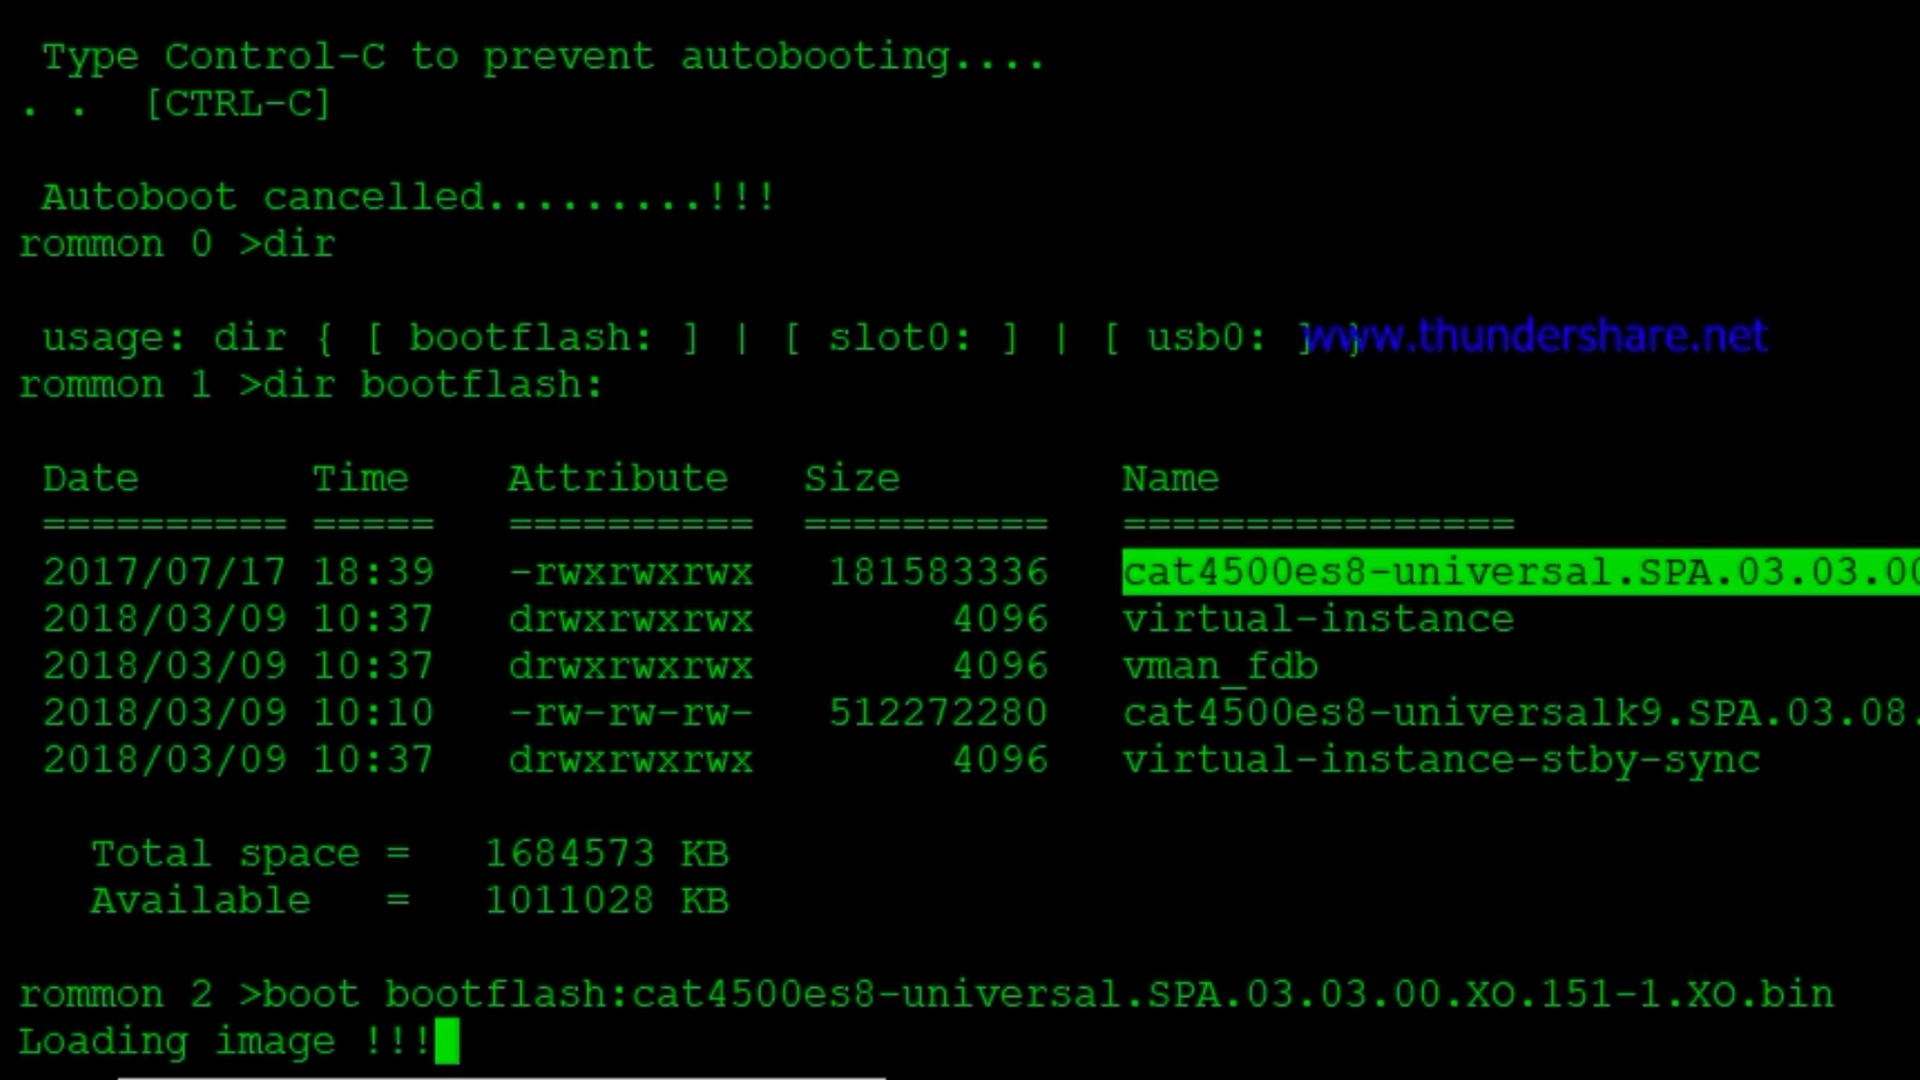 Type Control-C to prevent autobooting....
. .  [CTRL-C]
Autoboot cancelled.........!!!
rommon 0 >dir
usage: dir { [ bootflash: ] | [ slot0: ] | [ usb0: ] }
www.thundershare.net
rommon 1 >dir bootflash:
Date Time Attribute Size Name
========== ===== ========== ========== ================
2017/07/17 18:39 -rwxrwxrwx 181583336 cat4500es8-universal.SPA.03.03.00
2018/03/09 10:37 drwxrwxrwx 4096 virtual-instance
2018/03/09 10:37 drwxrwxrwx 4096 vman_fdb
2018/03/09 10:10 -rw-rw-rw- 512272280 cat4500es8-universalk9.SPA.03.08.
2018/03/09 10:37 drwxrwxrwx 4096 virtual-instance-stby-sync
Total space = 1684573 KB
Available = 1011028 KB
rommon 2 >boot bootflash:cat4500es8-universal.SPA.03.03.00.XO.151-1.XO.bin
Loading image !!!